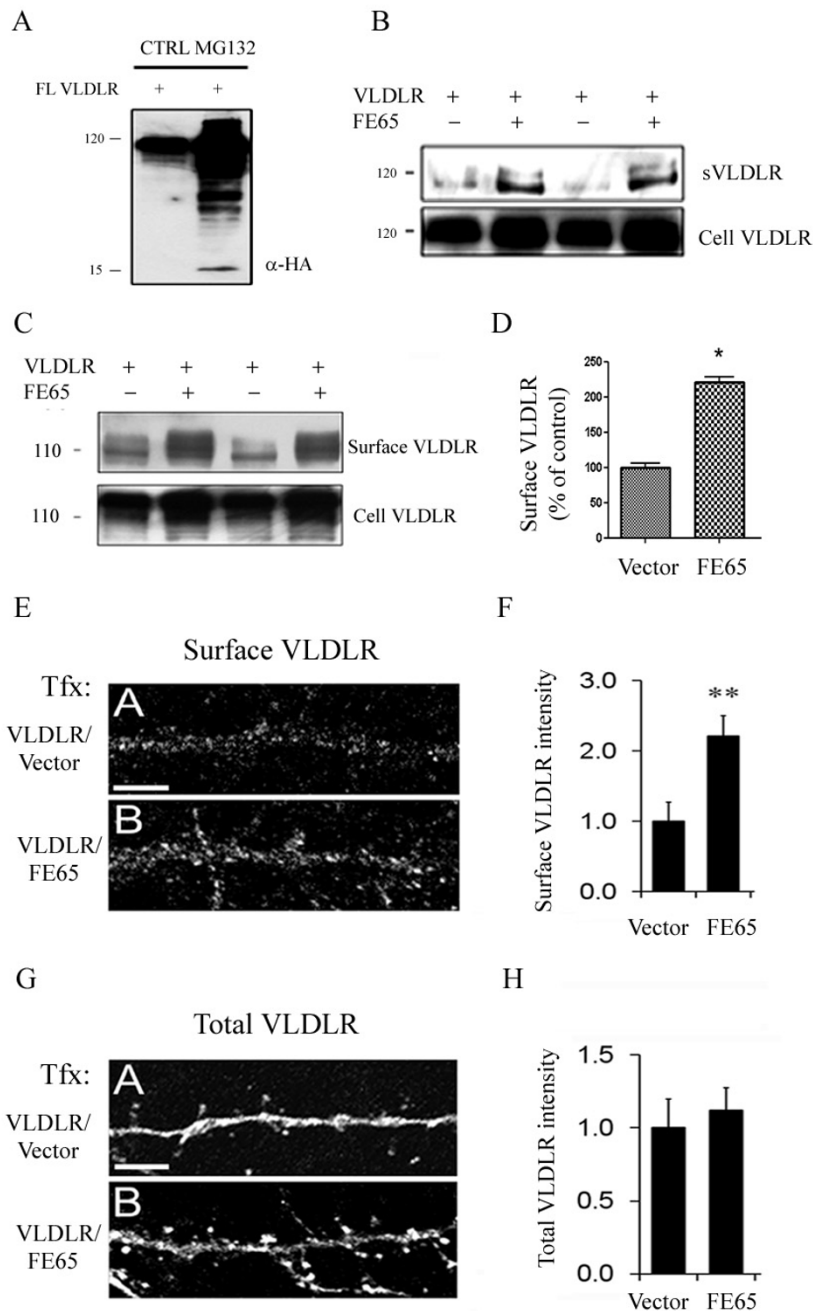 A
CTRL MG132
FL VLDLR + +
120
15
α-HA
B
VLDLR + + + +
FE65 – + – +
120
sVLDLR
120
Cell VLDLR
C
VLDLR + + + +
FE65 – + – +
110
Surface VLDLR
110
Cell VLDLR
D
Surface VLDLR
(% of control)
250
200
150
100
50
0
*
Vector FE65
E
Surface VLDLR
Tfx:
VLDLR/
Vector
A
VLDLR/
FE65
B
F
Surface VLDLR intensity
3.0
2.0
1.0
0.0
**
Vector FE65
G
Total VLDLR
Tfx:
VLDLR/
Vector
A
VLDLR/
FE65
B
H
Total VLDLR intensity
1.5
1.0
0.5
0.0
Vector FE65